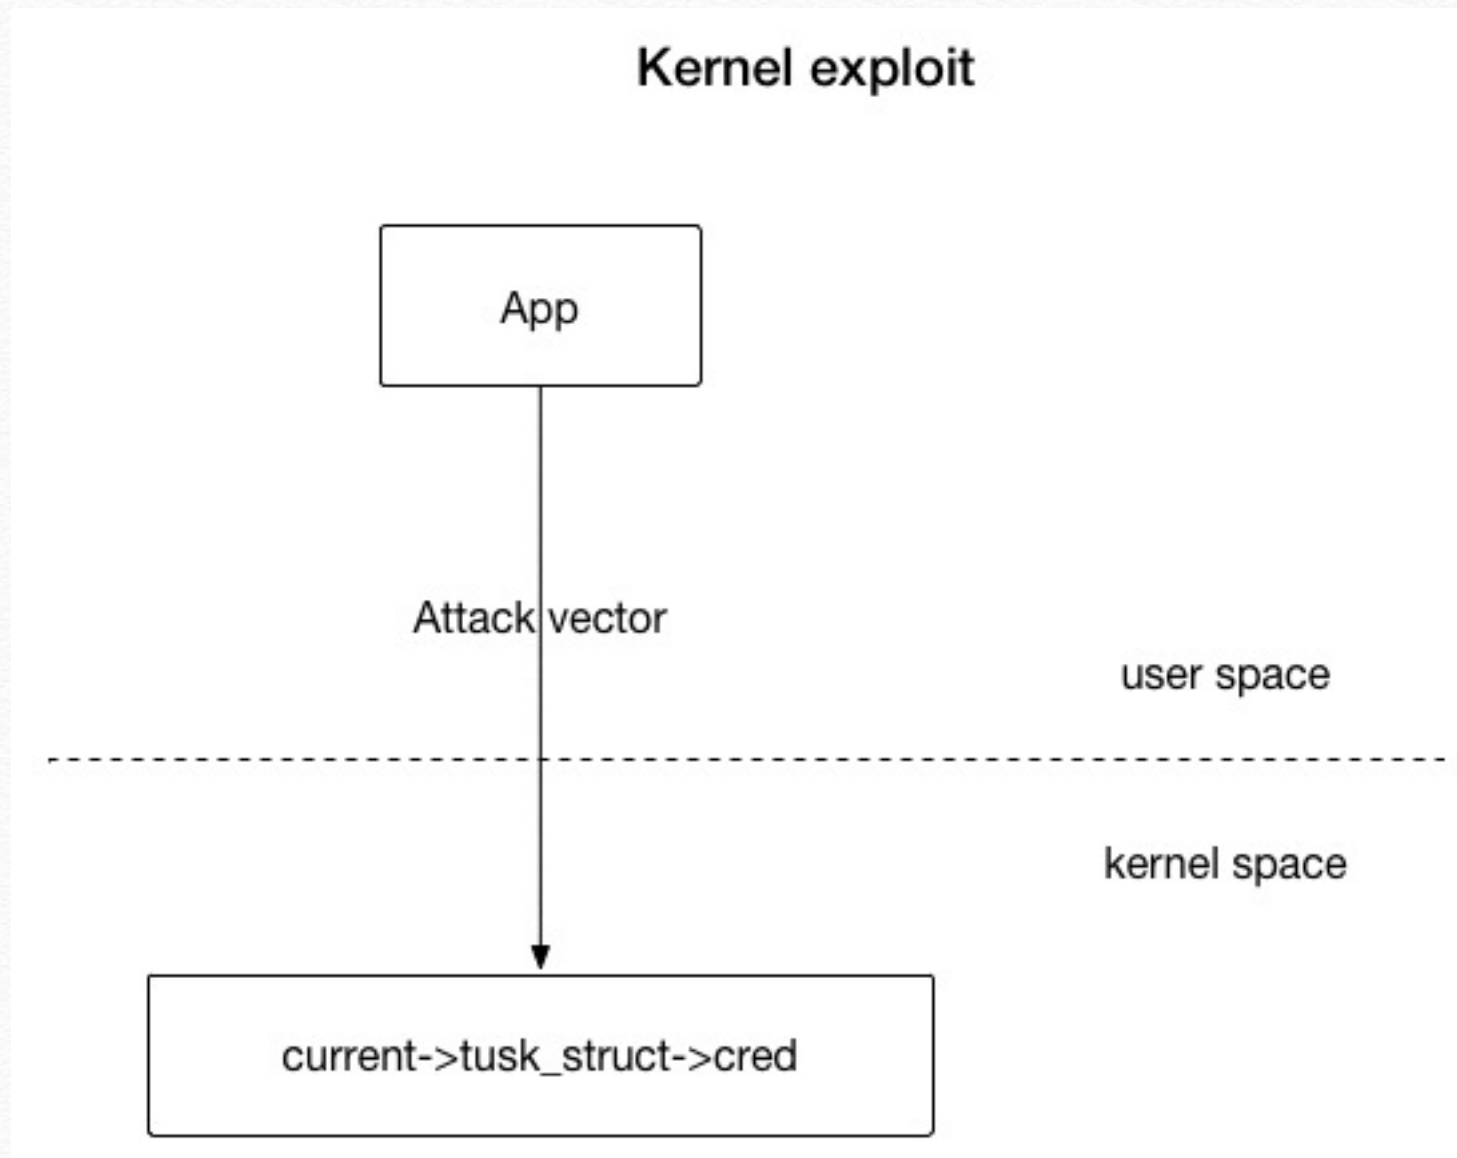 Kernel exploit
App
Attack vector
user space
kernel space
current->tusk_struct->cred